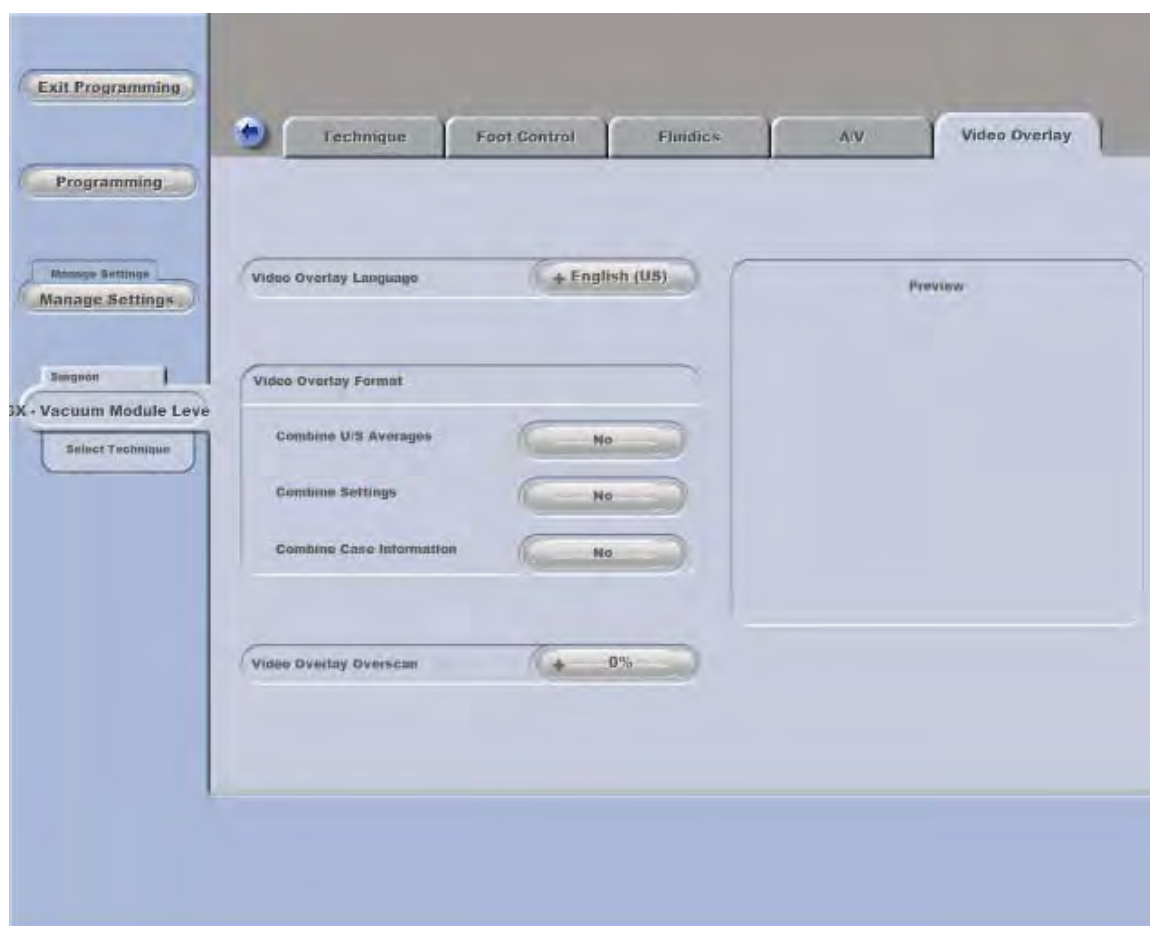 Exit Programming
Technique
Foot Control
Fluidics
A/V
Video Overlay
Programming
Manage Settings
Manage Settings
Video Overlay Language
+ English (US)
Preview
Surgeon
SX - Vacuum Module Leve
Select Technique
Video Overlay Format
Combine U/S Averages
No
Combine Settings
No
Combine Case Information
No
Video Overlay Overscan
+ 0%